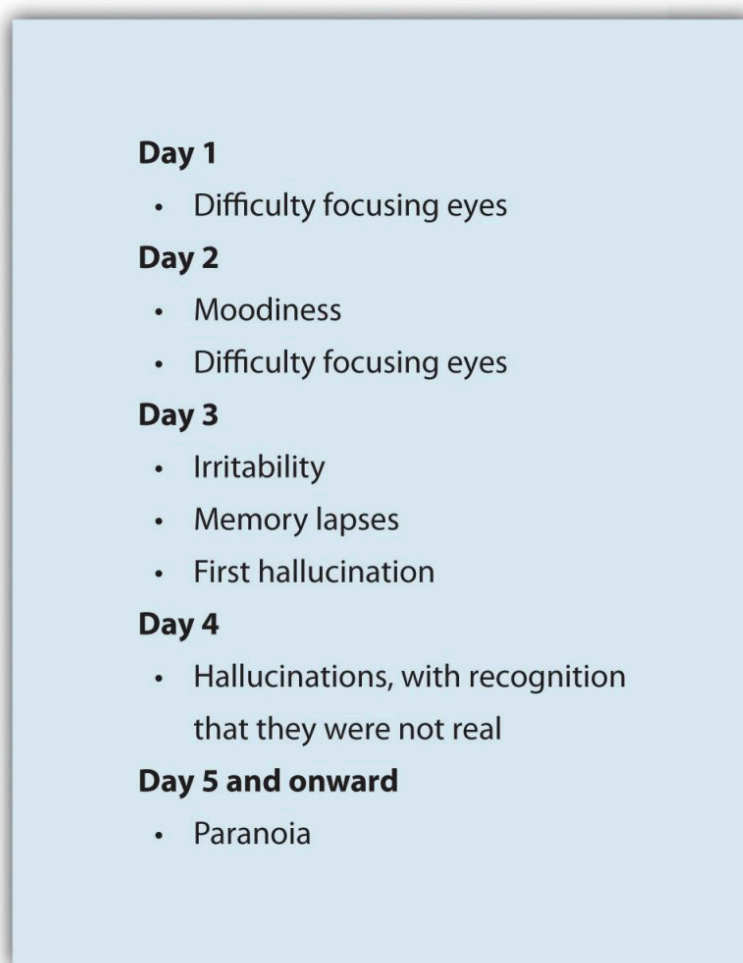 Day 1
• Difficulty focusing eyes
Day 2
• Moodiness
• Difficulty focusing eyes
Day 3
• Irritability
• Memory lapses
• First hallucination
Day 4
• Hallucinations, with recognition
that they were not real
Day 5 and onward
• Paranoia